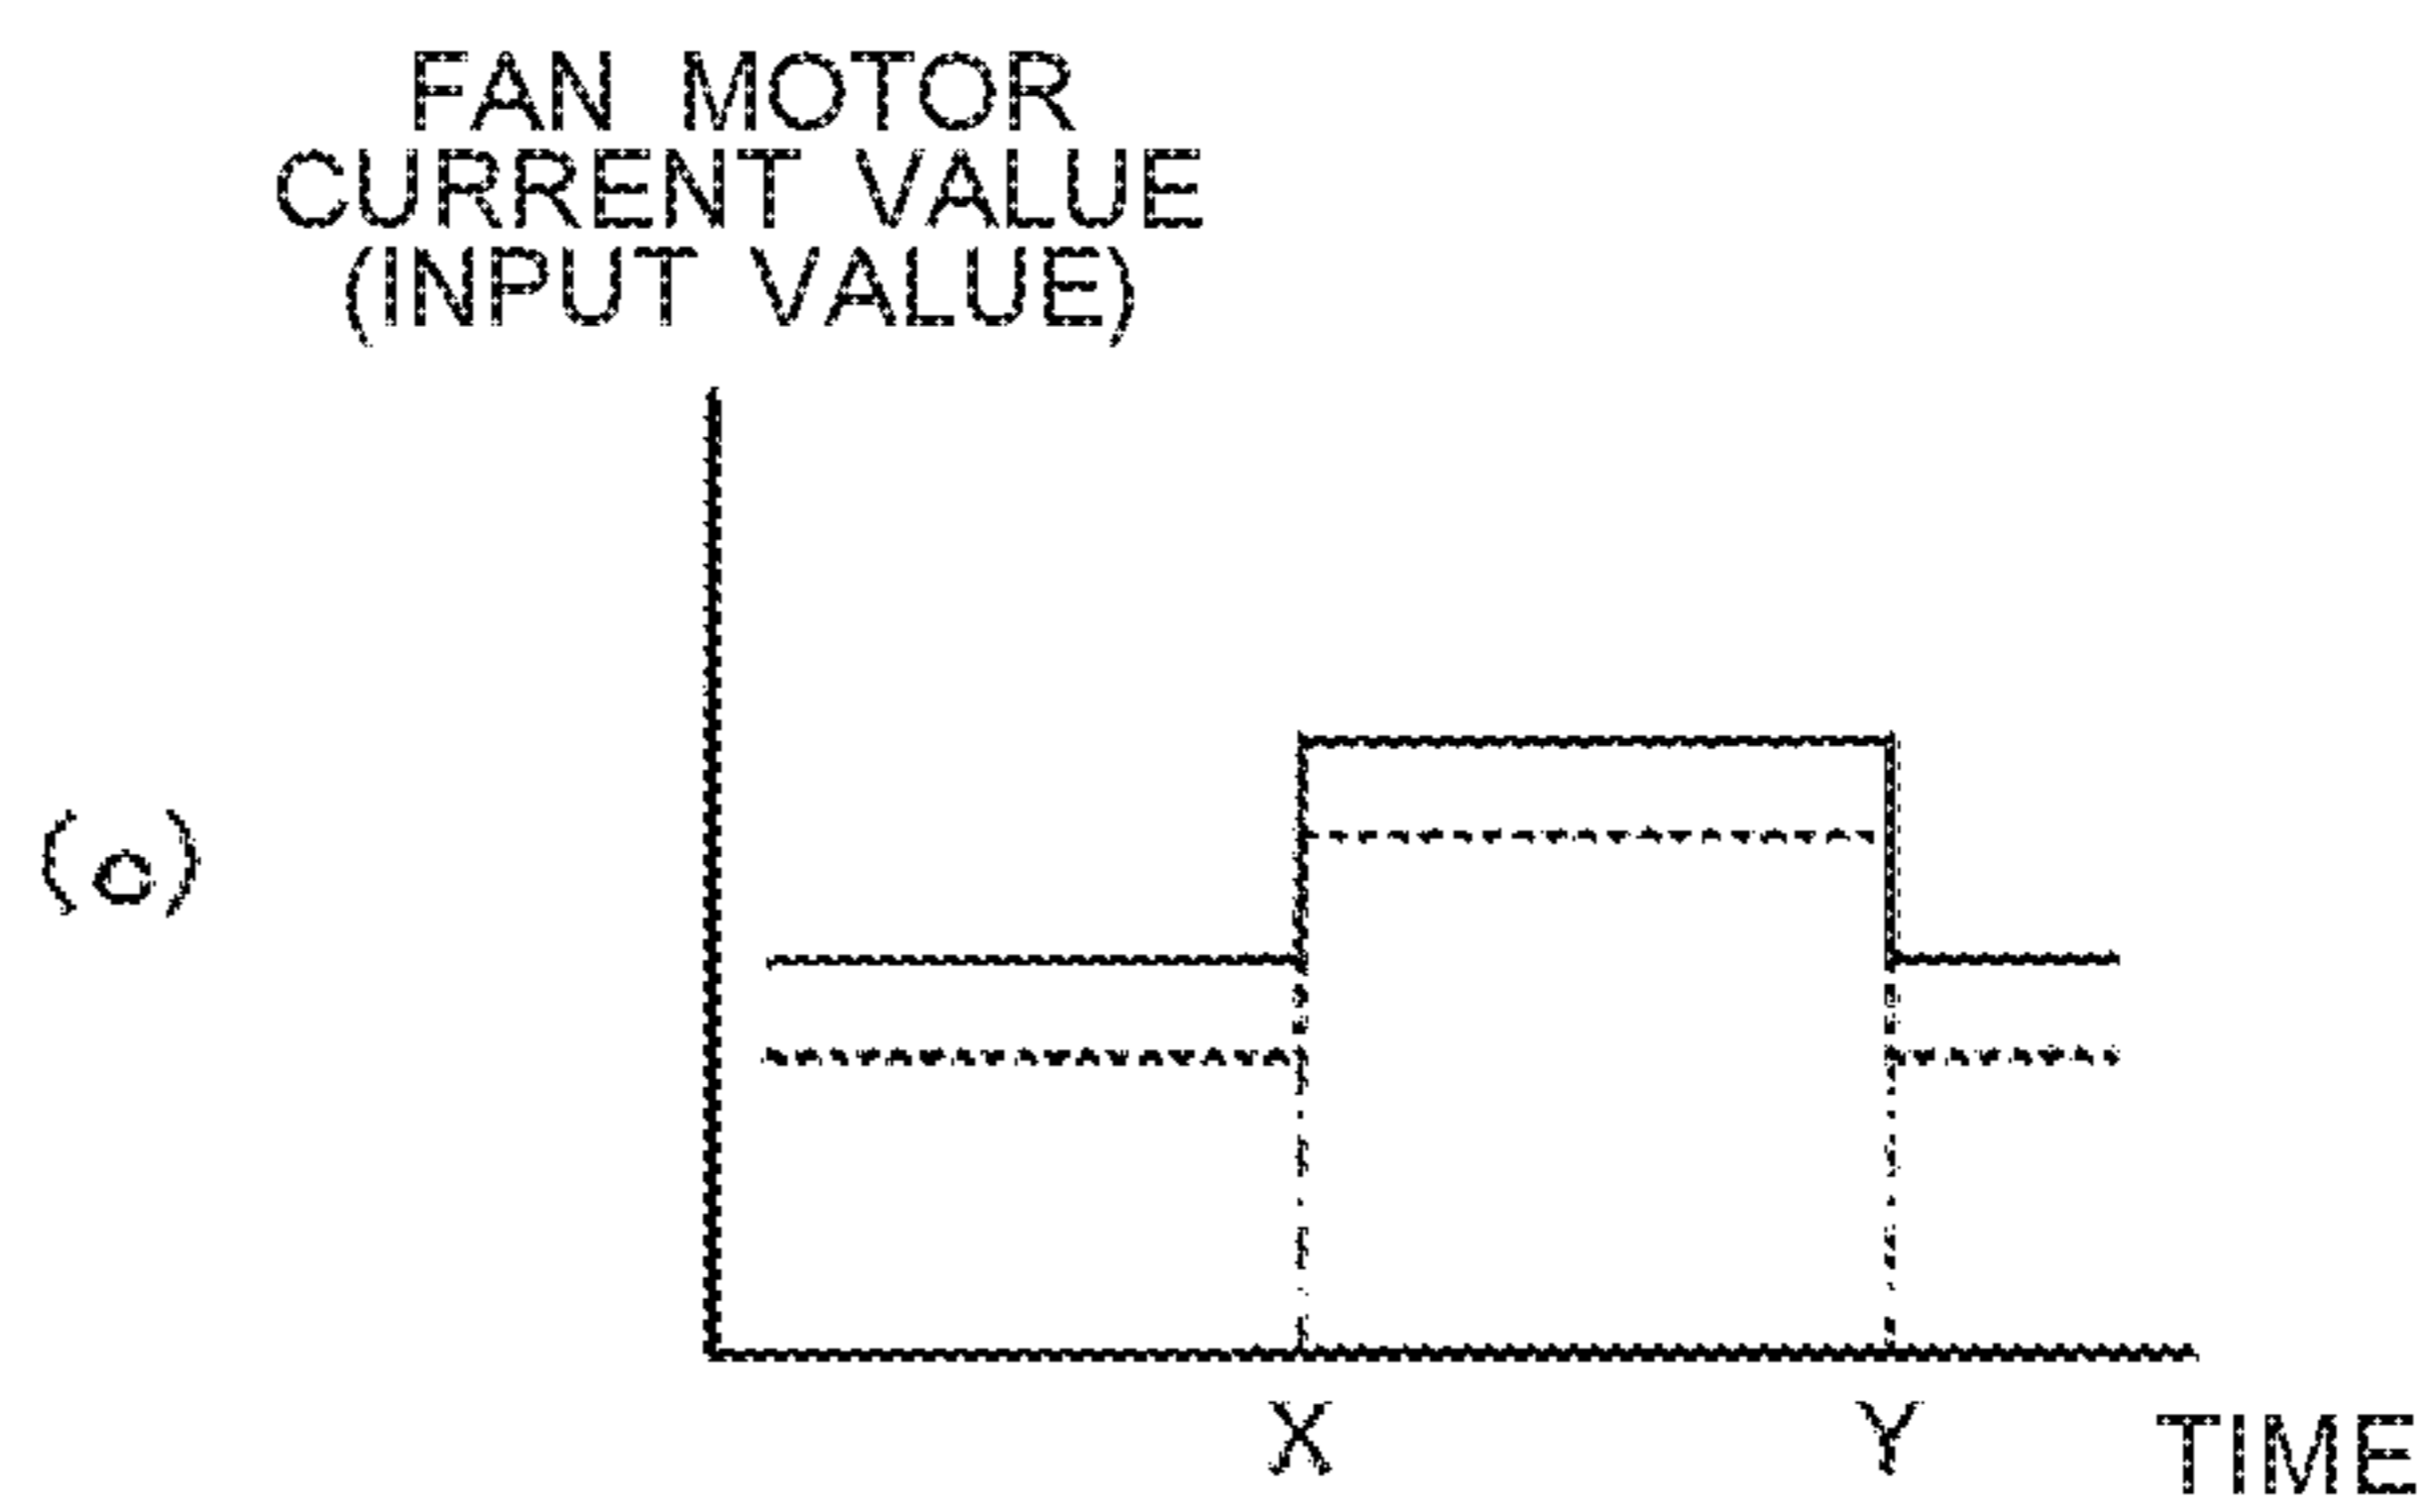 FAN MOTOR
CURRENT VALUE
(INPUT VALUE)
(c)
X Y TIME